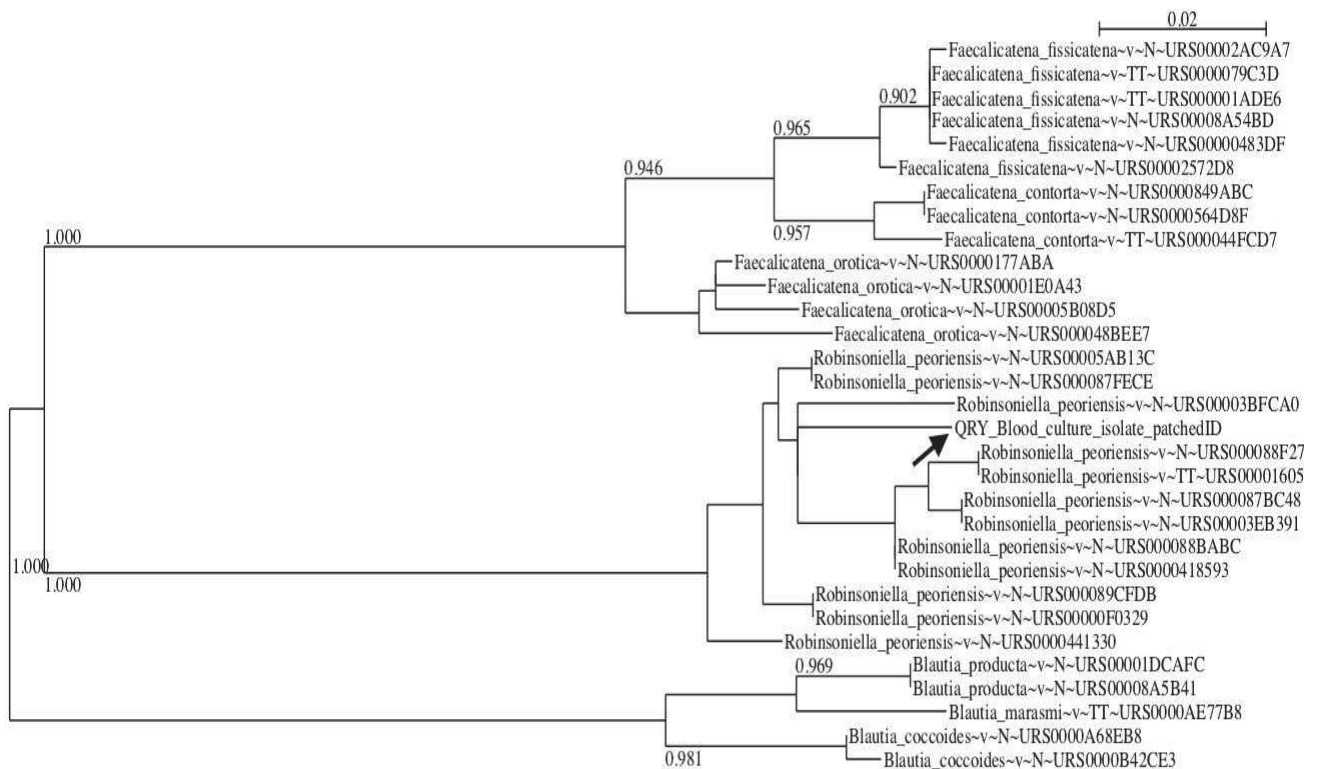 0.02
Faecalicatena_fissicatena~v~N~URS00002AC9A7
Faecalicatena_fissicatena~v~TT~URS0000079C3D
0.902
Faecalicatena_fissicatena~v~TT~URS000001ADE6
Faecalicatena_fissicatena~v~N~URS00008A54BD
0.965
Faecalicatena_fissicatena~v~N~URS00000483DF
0.946
Faecalicatena_fissicatena~v~N~URS00002572D8
Faecalicatena_contorta~v~N~URS0000849ABC
Faecalicatena_contorta~v~N~URS0000564D8F
0.957
Faecalicatena_contorta~v~TT~URS000044FCD7
1.000
Faecalicatena_orotica~v~N~URS0000177ABA
Faecalicatena_orotica~v~N~URS00001E0A43
Faecalicatena_orotica~v~N~URS00005B08D5
Faecalicatena_orotica~v~N~URS000048BEE7
Robinsoniella_peoriensis~v~N~URS00005AB13C
Robinsoniella_peoriensis~v~N~URS000087FECE
Robinsoniella_peoriensis~v~N~URS00003BFCA0
QRY_Blood_culture_isolate_patchedID
Robinsoniella_peoriensis~v~N~URS000088F27
Robinsoniella_peoriensis~v~TT~URS00001605
Robinsoniella_peoriensis~v~N~URS000087BC48
Robinsoniella_peoriensis~v~N~URS00003EB391
Robinsoniella_peoriensis~v~N~URS000088BABC
1.000
Robinsoniella_peoriensis~v~N~URS0000418593
1.000
Robinsoniella_peoriensis~v~N~URS000089CFDB
Robinsoniella_peoriensis~v~N~URS00000F0329
Robinsoniella_peoriensis~v~N~URS0000441330
0.969
Blautia_producta~v~N~URS00001DCAFC
Blautia_producta~v~N~URS00008A5B41
Blautia_marasmi~v~TT~URS0000AE77B8
Blautia_coccoides~v~N~URS0000A68EB8
0.981
Blautia_coccoides~v~N~URS0000B42CE3